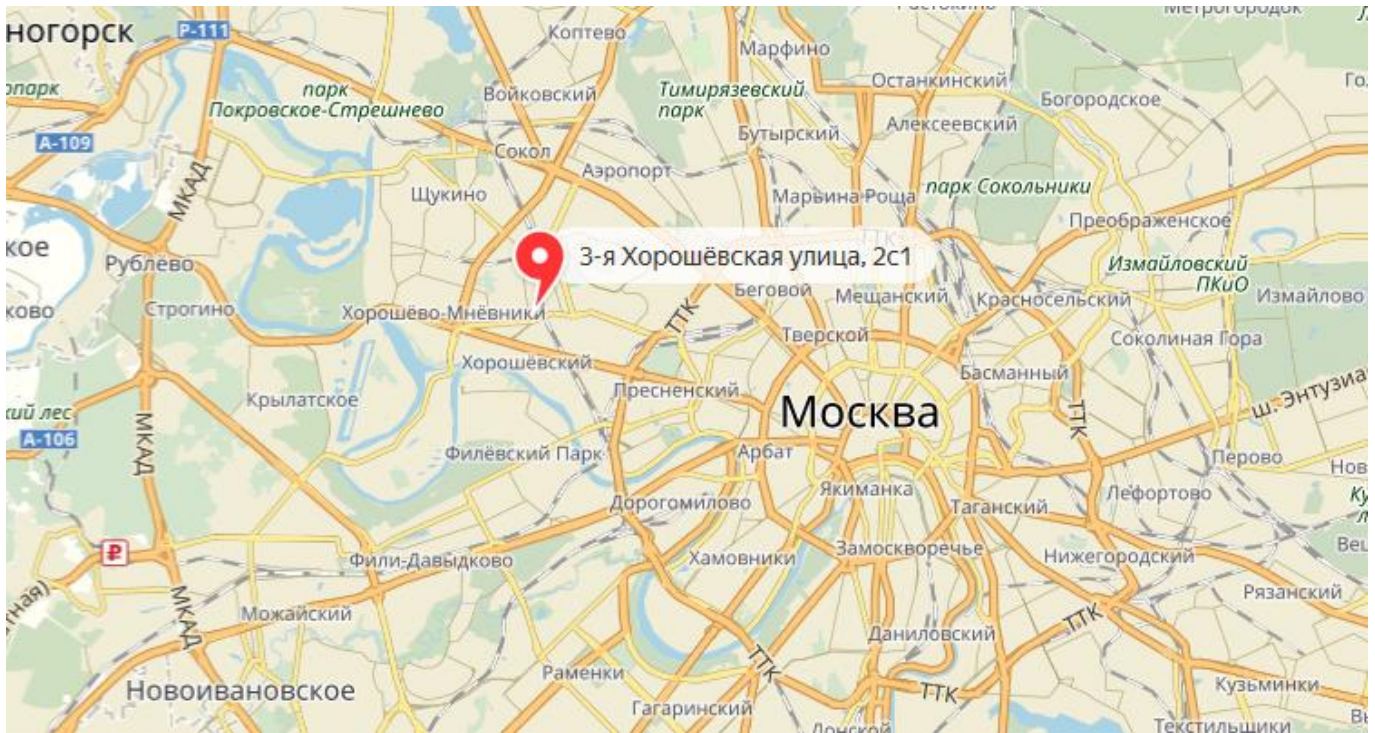 Метрогородок
ногорск
Р-111
Коптево
Марфино
Останкинский
парк
Покровское-Стрешнево
Войковский
Тимирязевский
парк
Богородское
А-109
Бутырский
Алексеевский
Сокол
Аэропорт
МКАД
Щукино
Марьина Роща
парк Сокольники
Преображенское
кое
Рублёво
3-я Хорошёвская улица, 2с1
Измайловский
ПКиО
Строгино
Хорошёво-Мнёвники
ТТК
Беговой
Мещанский
Красносельский
Измайлово
ково
Тверской
Соколиная Гора
Хорошёвский
Пресненский
Басманный
Крылатское
Москва
ТТК
ш. Энтузиа
кий лес
А-106
МКАД
Филёвский Парк
Арбат
Перово
Нов
Якиманка
Дорогомилово
Таганский
Лефортово
Фили-Давыдково
Хамовники
Замоскворечье
Нижегородский
Веш
МКАД
Можайский
Рязанский
ТТК
Даниловский
Новоивановское
Раменки
ТТК
ТТК
Кузьминки
Гагаринский
Донской
Текстильщики